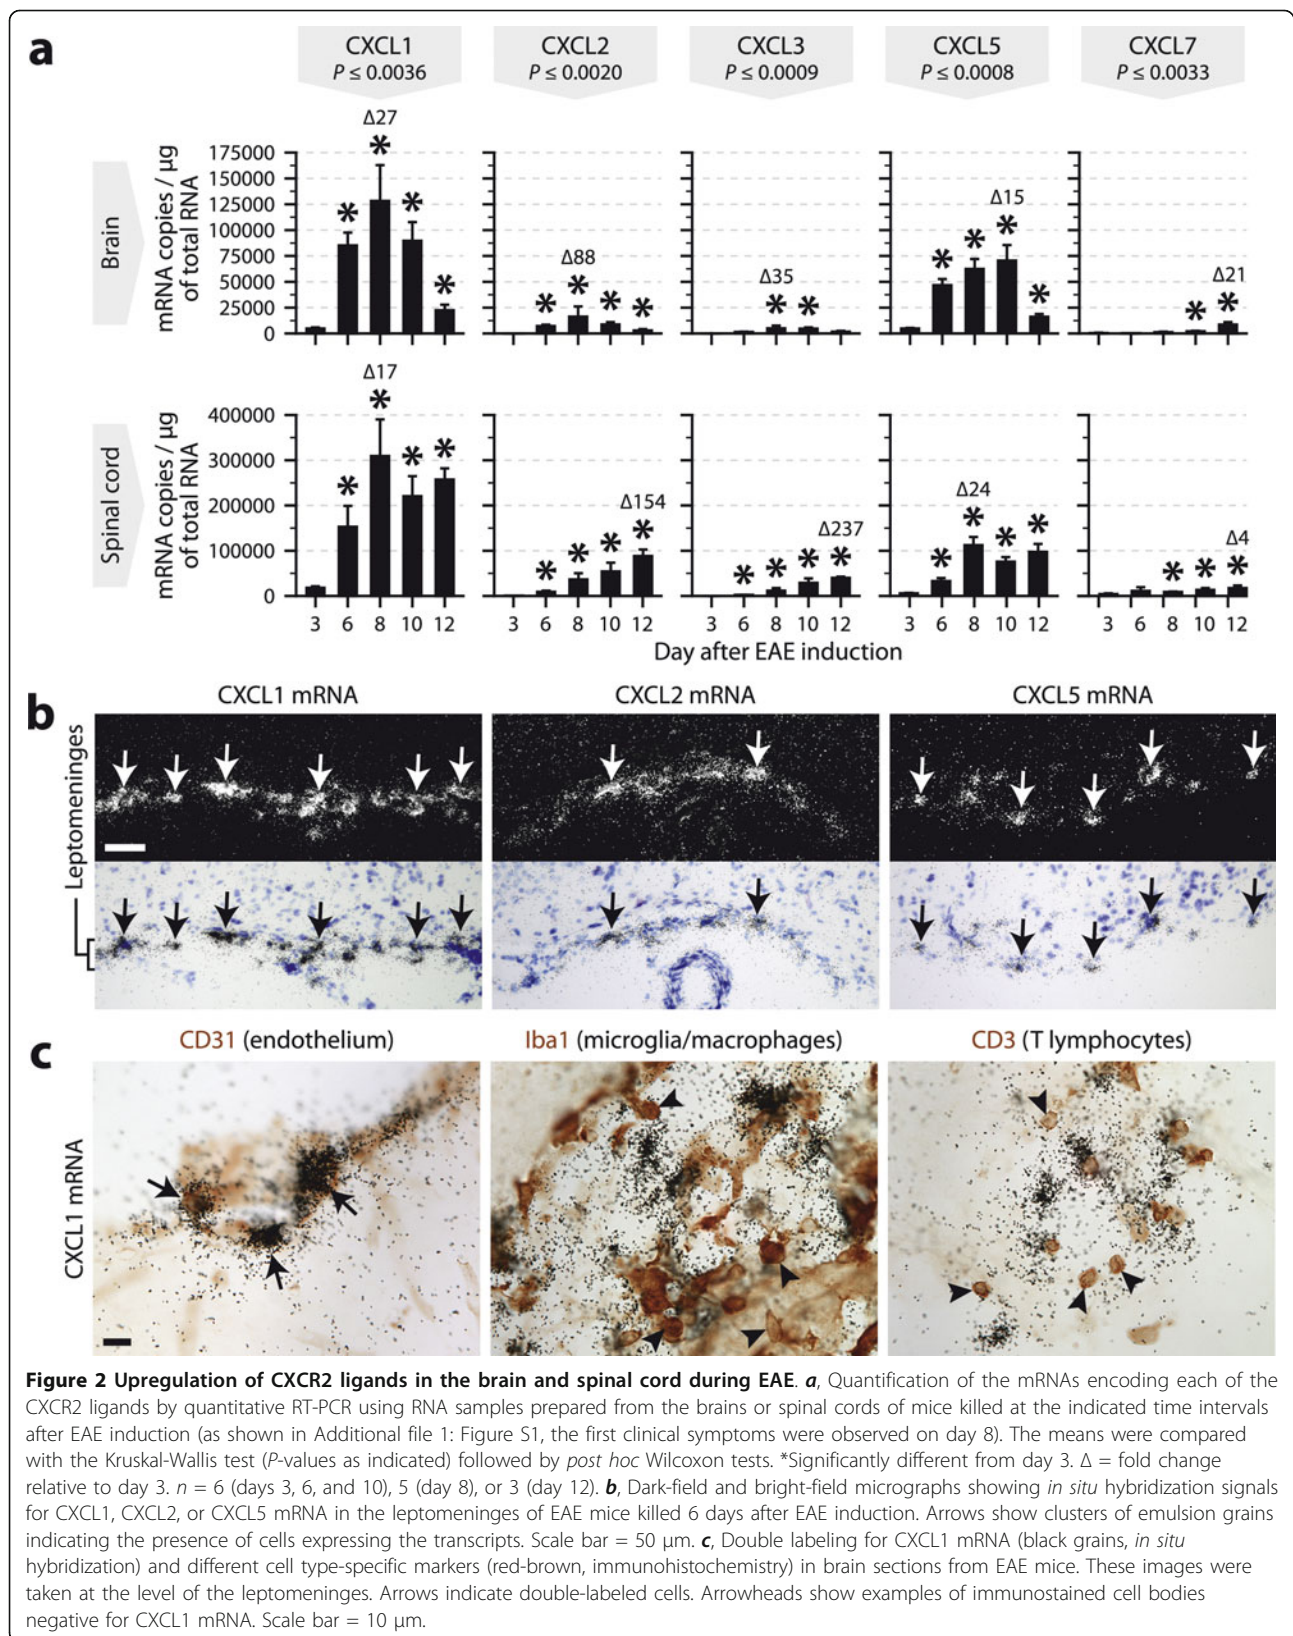 a
CXCL1 CXCL2 CXCL3 CXCL5 CXCL7
P ≤ 0.0036 P ≤ 0.0020 P ≤ 0.0009 P ≤ 0.0008 P ≤ 0.0033
Brain
mRNA copies / µg
of total RNA
175000
150000
125000
100000
75000
50000
25000
0
* * Δ27 * * *
* Δ88 * * *
Δ35 * *
* * Δ15 * *
* Δ21 *
Spinal cord
mRNA copies / µg
of total RNA
400000
300000
200000
100000
0
* Δ17 * * *
* * * Δ154 *
* * * Δ237 *
* Δ24 * * *
* * Δ4 *
3 6 8 10 12 3 6 8 10 12 3 6 8 10 12 3 6 8 10 12 3 6 8 10 12
Day after EAE induction
b
CXCL1 mRNA CXCL2 mRNA CXCL5 mRNA
Leptomeninges
c
CD31 (endothelium) Iba1 (microglia/macrophages) CD3 (T lymphocytes)
CXCL1 mRNA
Figure 2 Upregulation of CXCR2 ligands in the brain and spinal cord during EAE. a, Quantification of the mRNAs encoding each of the
CXCR2 ligands by quantitative RT-PCR using RNA samples prepared from the brains or spinal cords of mice killed at the indicated time intervals
after EAE induction (as shown in Additional file 1: Figure S1, the first clinical symptoms were observed on day 8). The means were compared
with the Kruskal-Wallis test (P-values as indicated) followed by post hoc Wilcoxon tests. *Significantly different from day 3. Δ = fold change
relative to day 3. n = 6 (days 3, 6, and 10), 5 (day 8), or 3 (day 12). b, Dark-field and bright-field micrographs showing in situ hybridization signals
for CXCL1, CXCL2, or CXCL5 mRNA in the leptomeninges of EAE mice killed 6 days after EAE induction. Arrows show clusters of emulsion grains
indicating the presence of cells expressing the transcripts. Scale bar = 50 µm. c, Double labeling for CXCL1 mRNA (black grains, in situ
hybridization) and different cell type-specific markers (red-brown, immunohistochemistry) in brain sections from EAE mice. These images were
taken at the level of the leptomeninges. Arrows indicate double-labeled cells. Arrowheads show examples of immunostained cell bodies
negative for CXCL1 mRNA. Scale bar = 10 µm.